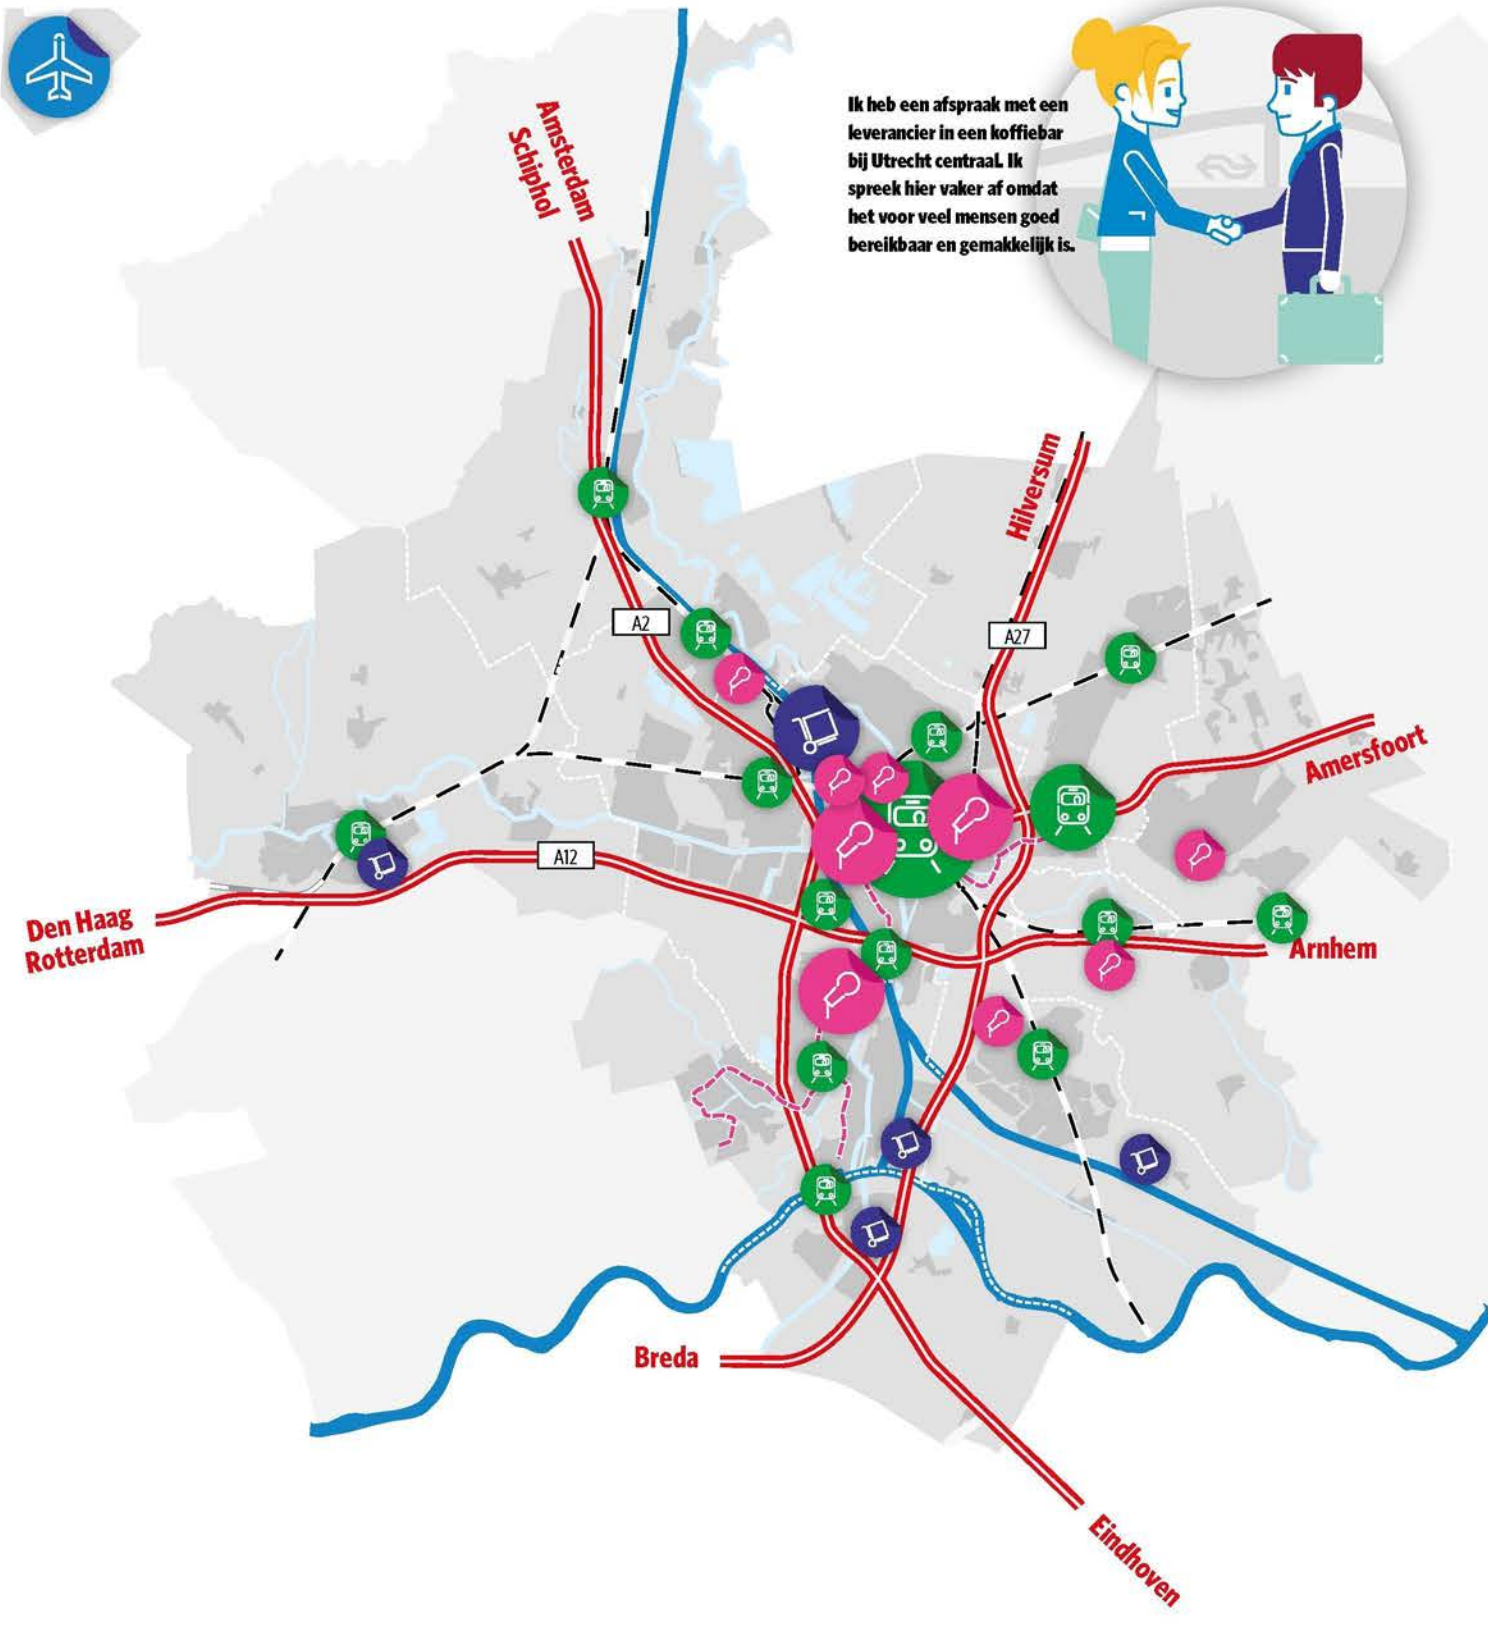 Ik heb een afspraak met een
leverancier in een koffiebar
bij Utrecht centraal. Ik
spreek hier vaker af omdat
het voor veel mensen goed
bereikbaar en gemakkelijk is.
Amsterdam
Schiphol
Hilversum
A2
A27
Amersfoort
A12
Den Haag
Rotterdam
Arnhem
Breda
Eindhoven